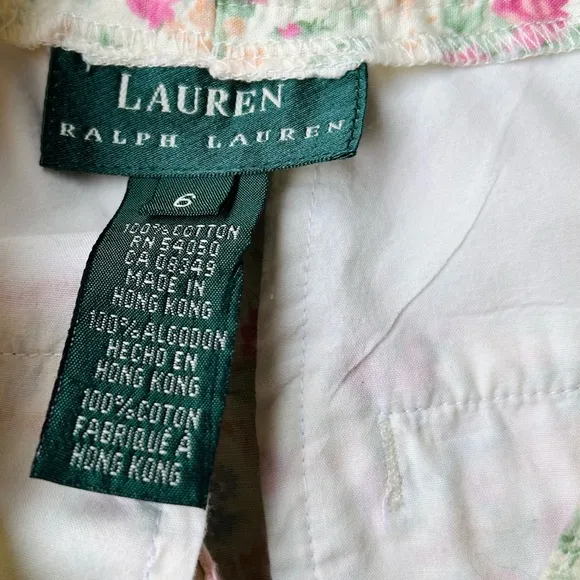 LAUREN
RALPH LAUREN
6
100% COTTON
RN 54050
CA 08349
MADE IN
HONG KONG
100% ALGODON
HECHO EN
HONG KONG
100% COTON
FABRIQUÉ A
HONG KONG